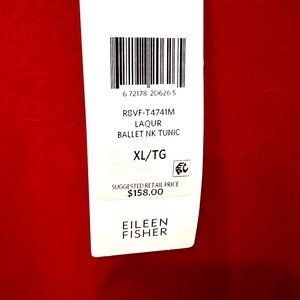 6 72178 20626 5
R8VF-T4741M
LAQUR
BALLET NK TUNIC
XL/TG
SUGGESTED RETAIL PRICE
$158.00
EILEEN
FISHER